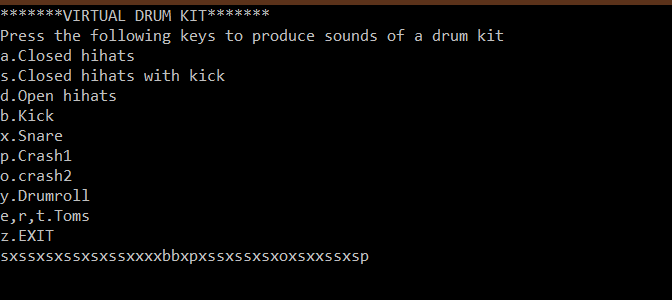 *******VIRTUAL DRUM KIT*******
Press the following keys to produce sounds of a drum kit
a.Closed hihats
s.Closed hihats with kick
d.Open hihats
b.Kick
x.Snare
p.Crash1
o.crash2
y.Drumroll
e,r,t.Toms
z.EXIT
sxssxsxssxsxssxxxxbbxpxssxssxsxoxsxxssxsp